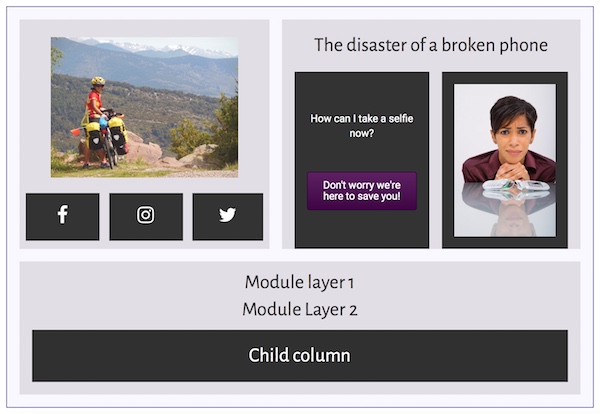 The disaster of a broken phone
How can I take a selfie
now?
Don't worry we're
here to save you!
Module layer 1
Module Layer 2
Child column